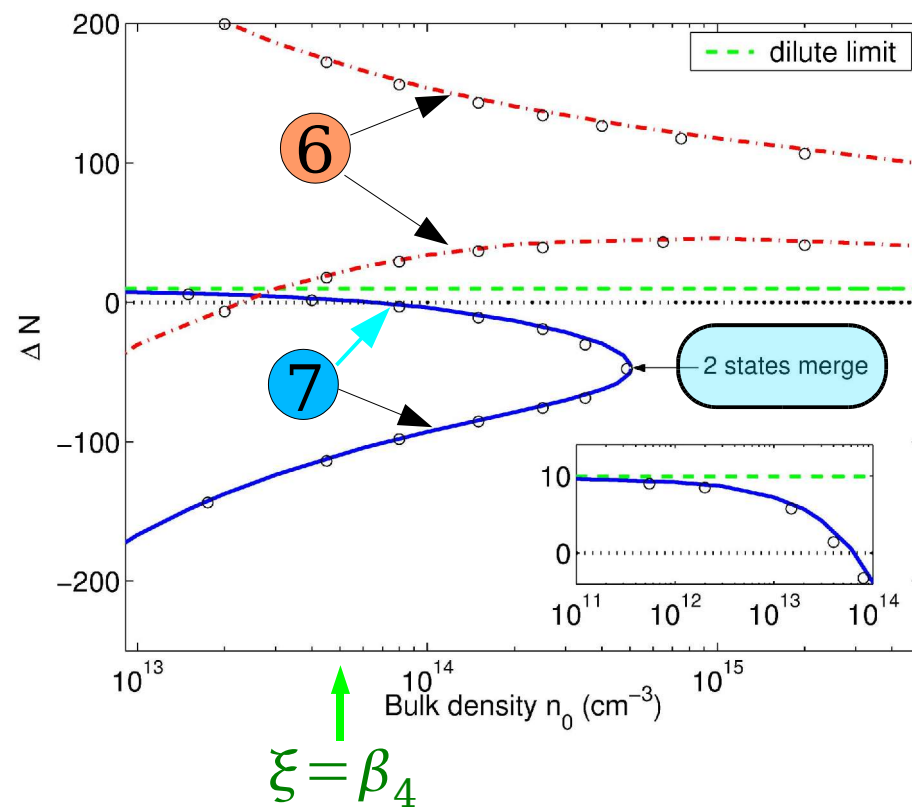 200
dilute limit
6
100
0
ΔN
7
2 states merge
-100
10
0
-200
10¹¹ 10¹² 10¹³ 10¹⁴
10¹³ 10¹⁴ 10¹⁵
Bulk density n₀ (cm⁻³)
ξ=β₄